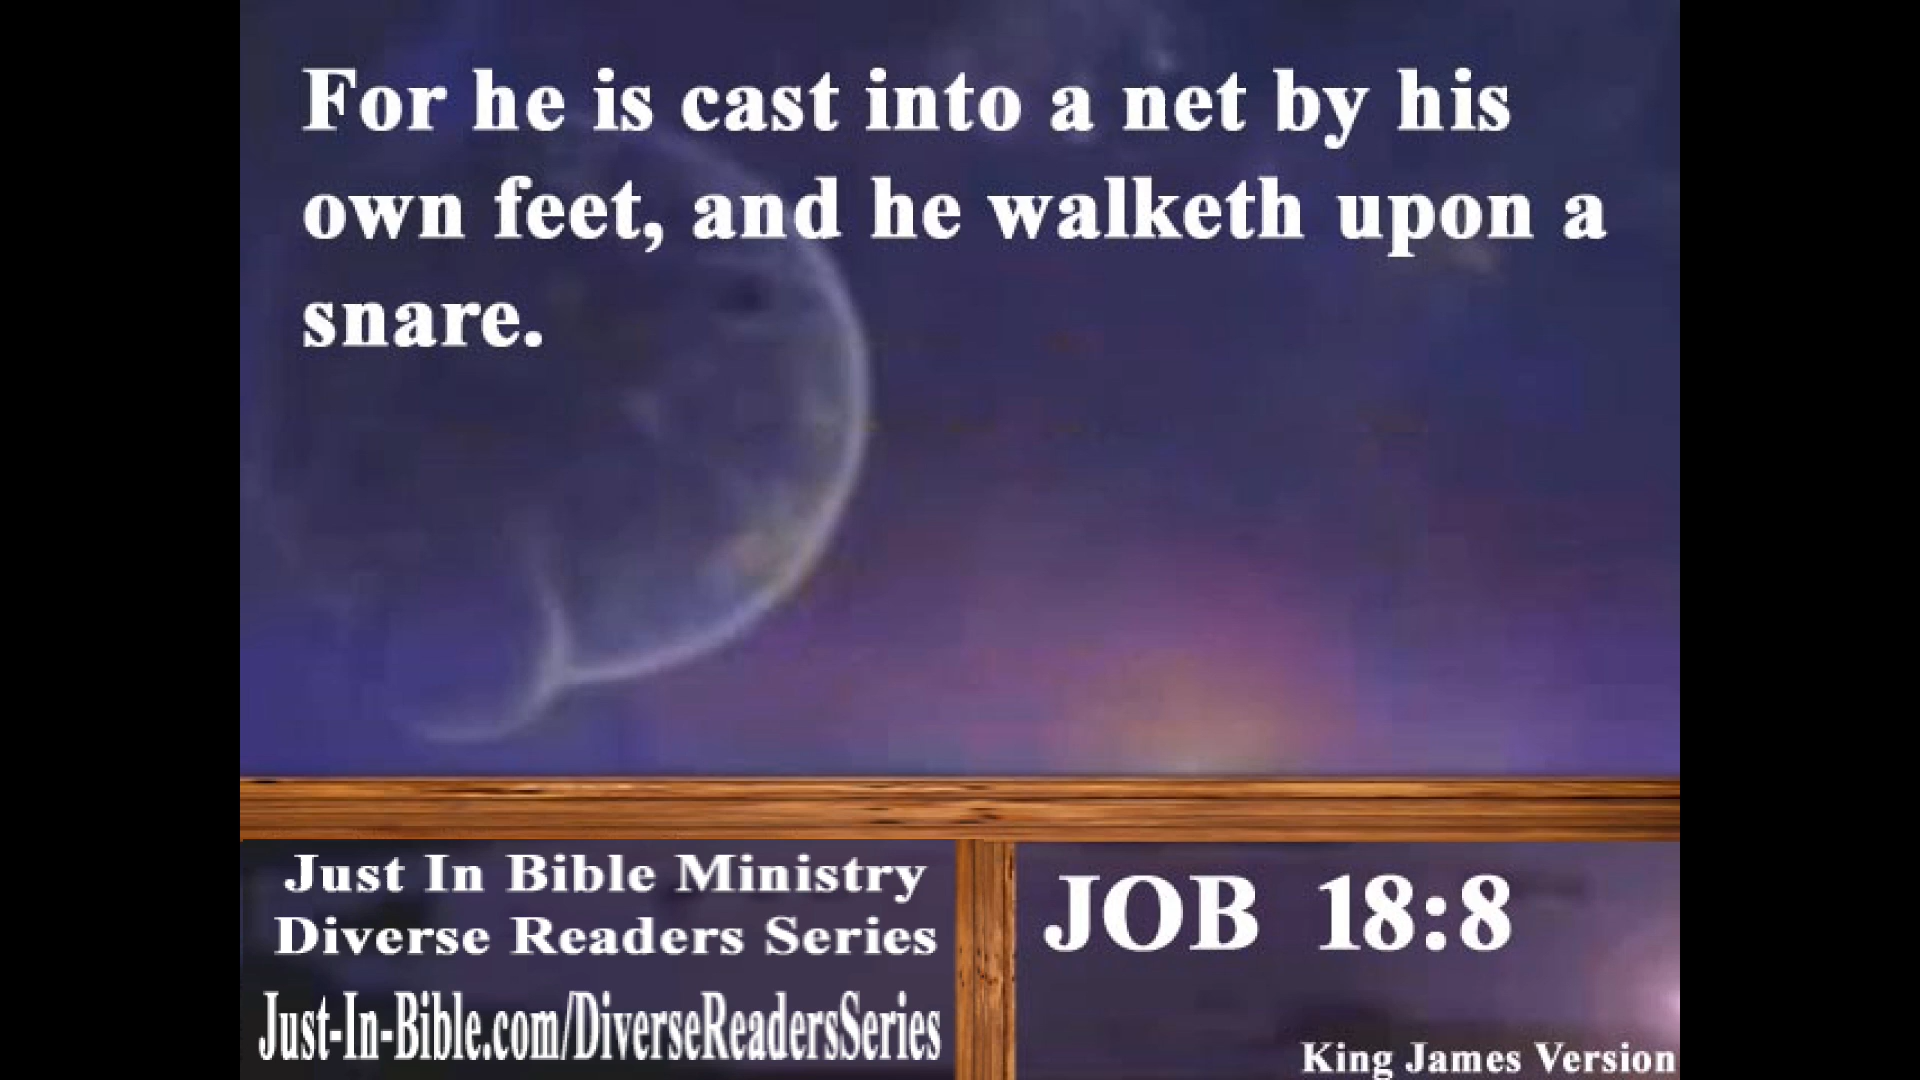 For he is cast into a net by his
own feet, and he walketh upon a
snare.
Just In Bible Ministry
Diverse Readers Series
Just-In-Bible.com/DiverseReadersSeries
JOB 18:8
King James Version